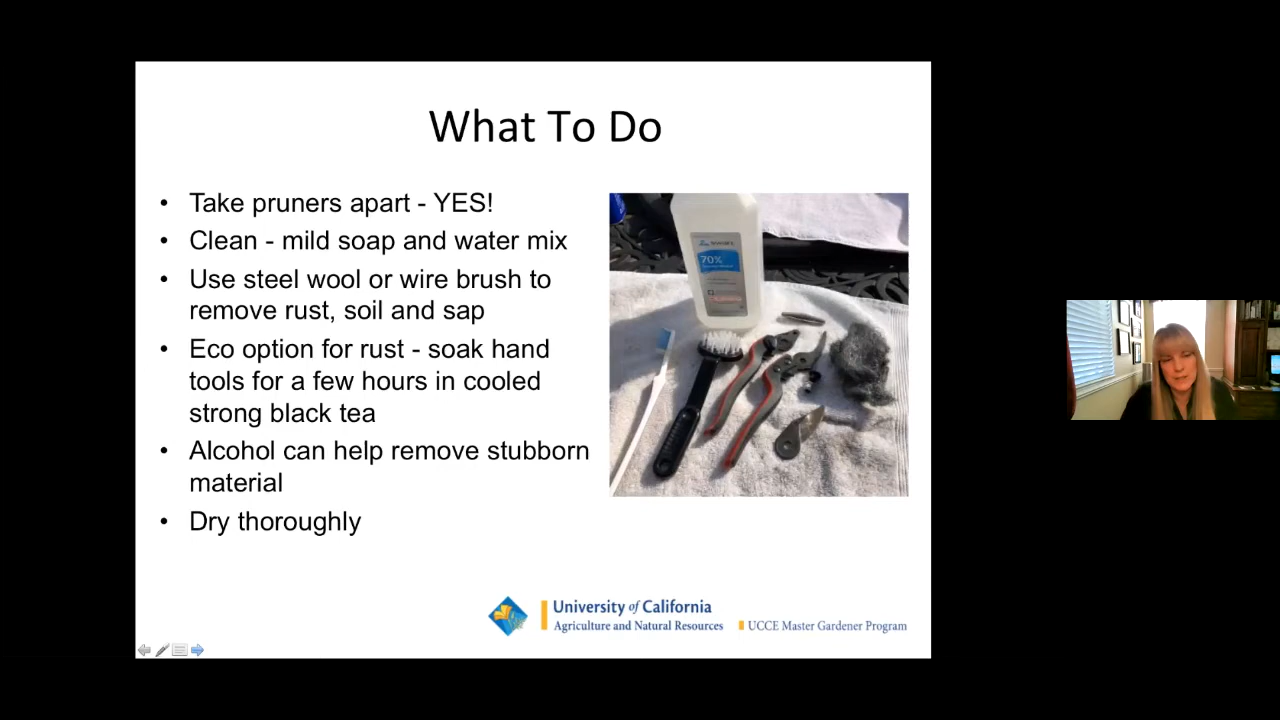 What To Do
• Take pruners apart - YES!
• Clean - mild soap and water mix
• Use steel wool or wire brush to
remove rust, soil and sap
• Eco option for rust - soak hand
tools for a few hours in cooled
strong black tea
• Alcohol can help remove stubborn
material
• Dry thoroughly
70%
University of California
Agriculture and Natural Resources
UCCE Master Gardener Program